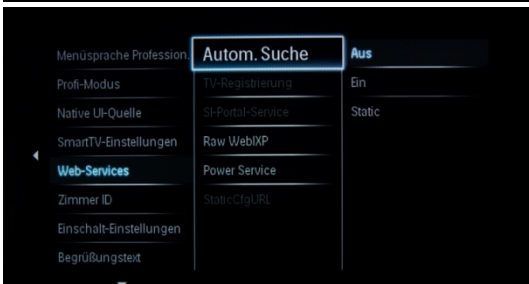 Menüsprache Profession.
Profi-Modus
Native UI-Quelle
SmartTV-Einstellungen
Web-Services
Zimmer ID
Einschalt-Einstellungen
Begrüßungstext
Autom. Suche
TV-Registrierung
SI-Portal-Service
Raw WebIXP
Power Service
StaticCfgURL
Aus
Ein
Static